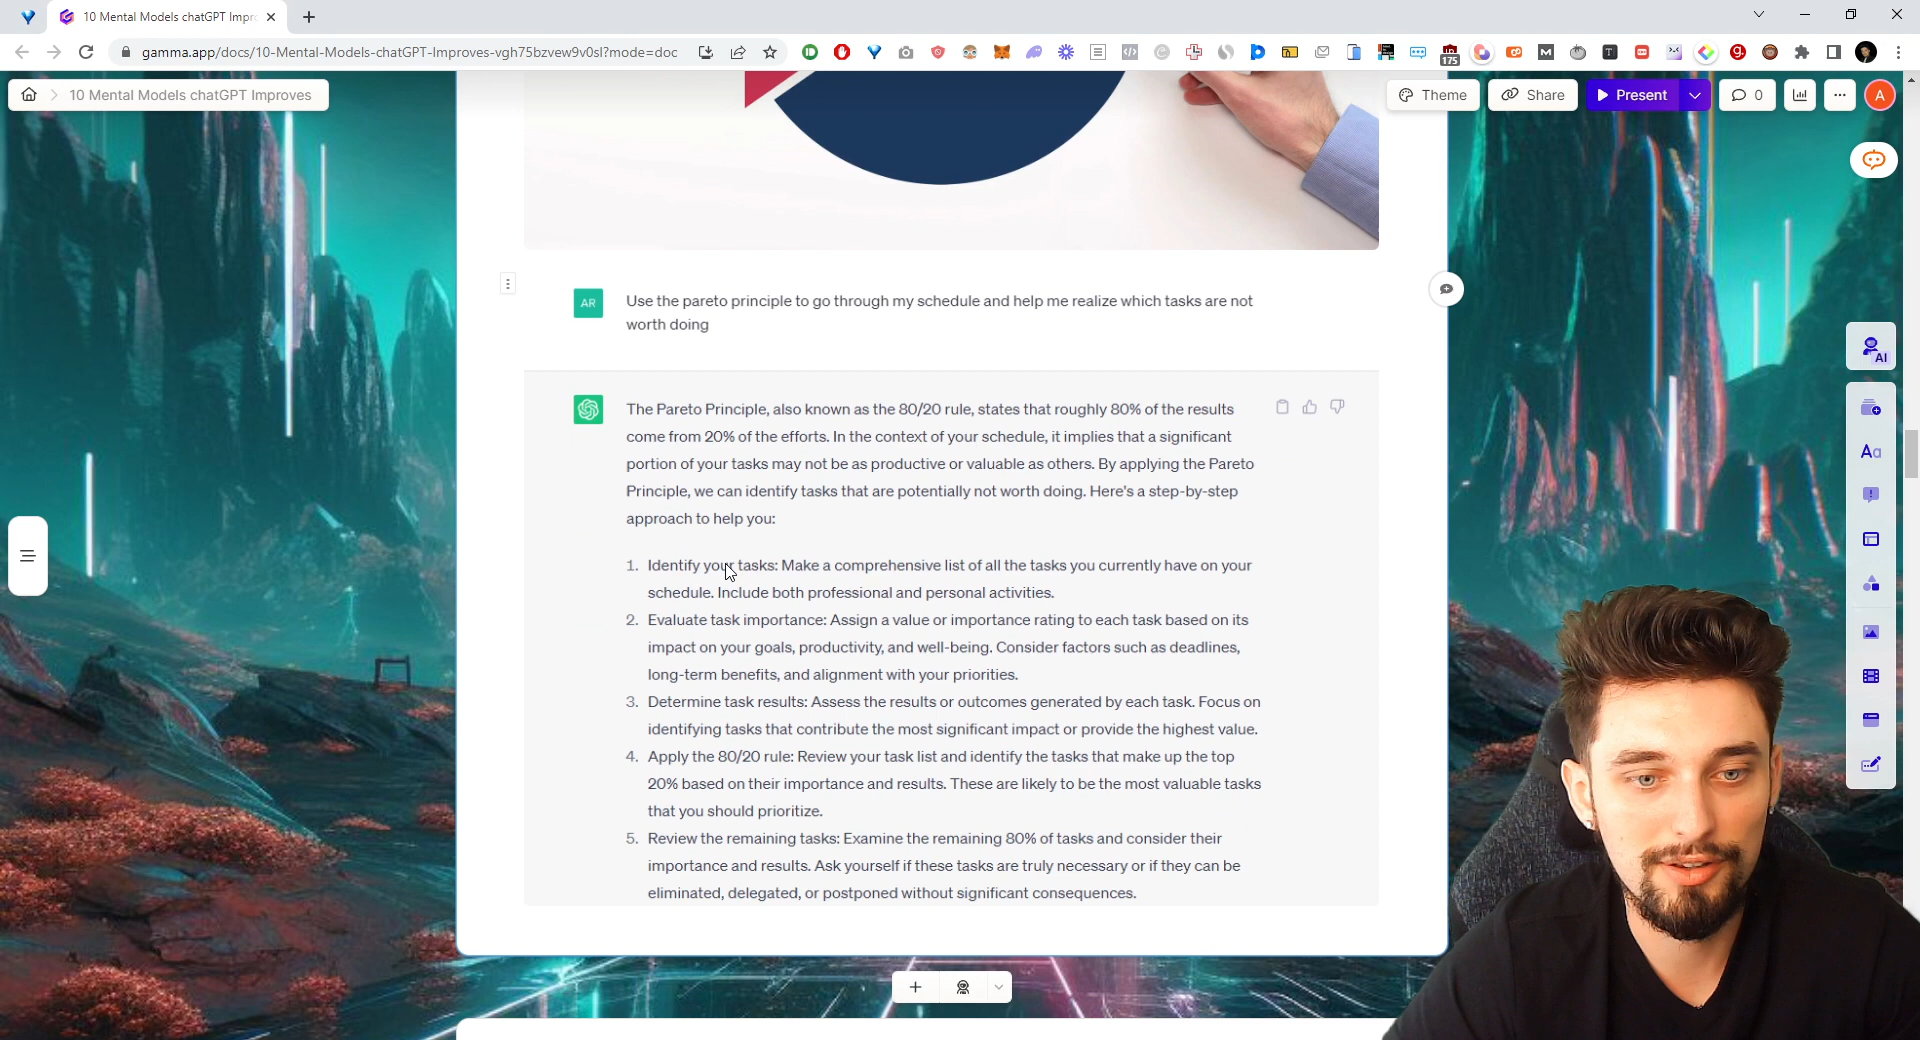 10 Mental Models chatGPT Impr
gamma.app/docs/10-Mental-Models-chatGPT-Improves-vgh75bzvew9v0sl?mode=doc
175
10 Mental Models chatGPT Improves
Theme
Share
Present
0
A
AR
Use the pareto principle to go through my schedule and help me realize which tasks are not
worth doing
AI
Aa
The Pareto Principle, also known as the 80/20 rule, states that roughly 80% of the results
come from 20% of the efforts. In the context of your schedule, it implies that a significant
portion of your tasks may not be as productive or valuable as others. By applying the Pareto
Principle, we can identify tasks that are potentially not worth doing. Here's a step-by-step
approach to help you:
1. Identify your tasks: Make a comprehensive list of all the tasks you currently have on your
schedule. Include both professional and personal activities.
2. Evaluate task importance: Assign a value or importance rating to each task based on its
impact on your goals, productivity, and well-being. Consider factors such as deadlines,
long-term benefits, and alignment with your priorities.
3. Determine task results: Assess the results or outcomes generated by each task. Focus on
identifying tasks that contribute the most significant impact or provide the highest value.
4. Apply the 80/20 rule: Review your task list and identify the tasks that make up the top
20% based on their importance and results. These are likely to be the most valuable tasks
that you should prioritize.
5. Review the remaining tasks: Examine the remaining 80% of tasks and consider their
importance and results. Ask yourself if these tasks are truly necessary or if they can be
eliminated, delegated, or postponed without significant consequences.